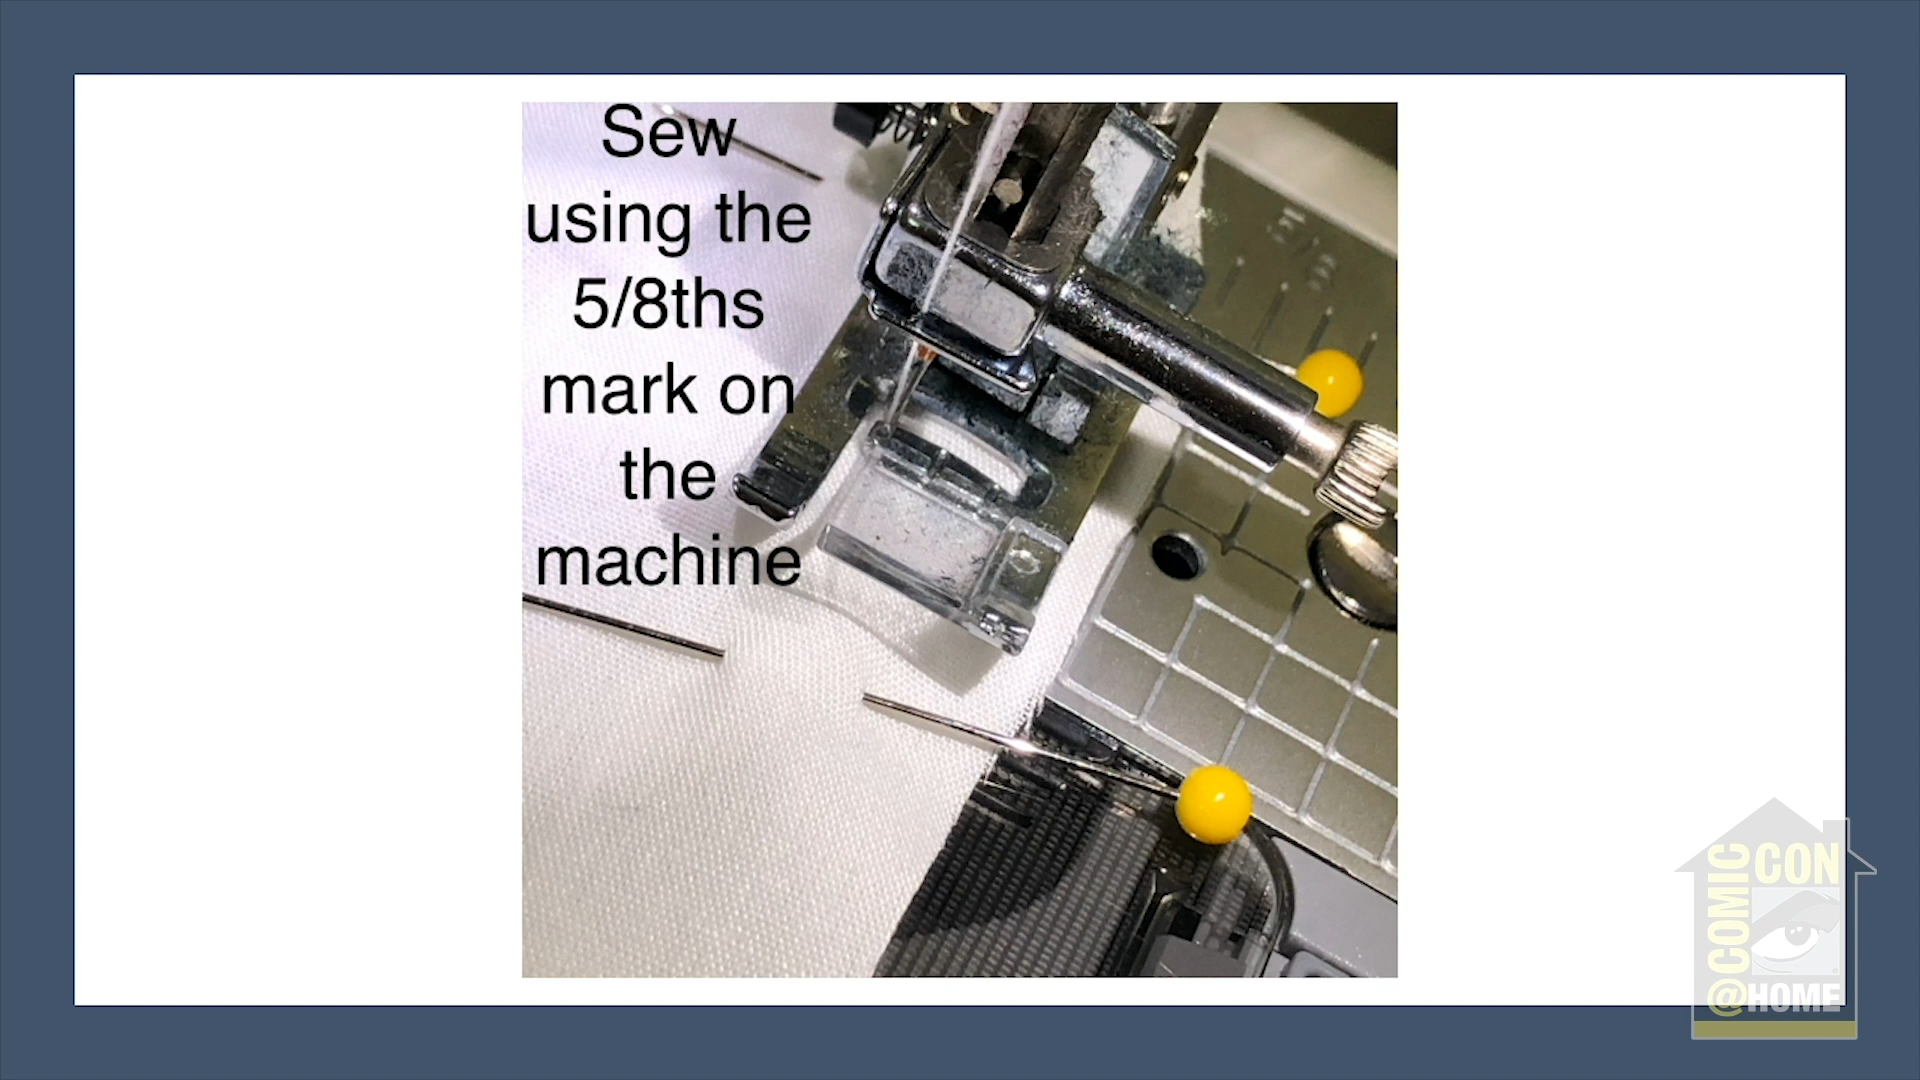 Sew
using the
5/8ths
mark on
the
machine
COMIC
CON
@HOME